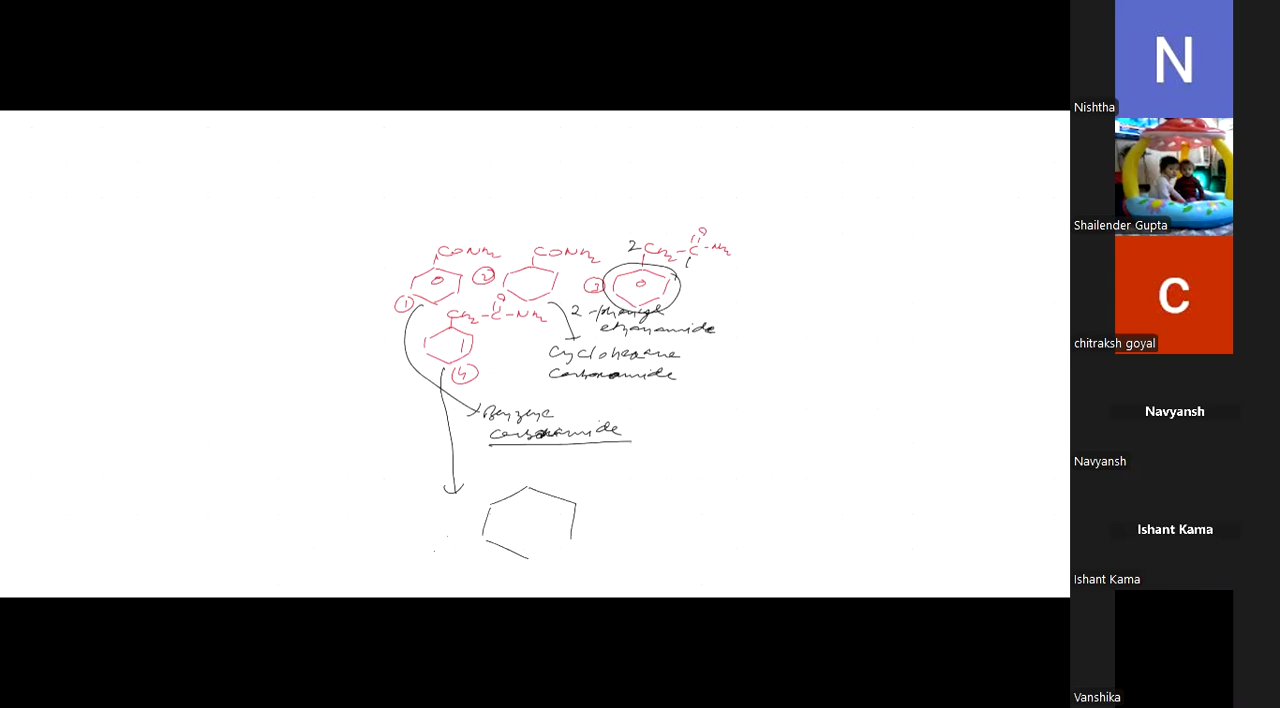 CONH2
CONH2
2 CH2 - C - NH2
O
1
2
3
CH2 - C - NH2
O
4
2 - phenyl
ethanamide
Cyclohexane
Carboxamide
Benzene
carboxamide
N
Nishtha
Shailender Gupta
C
chitraksh goyal
Navyansh
Navyansh
Ishant Kama
Ishant Kama
Vanshika